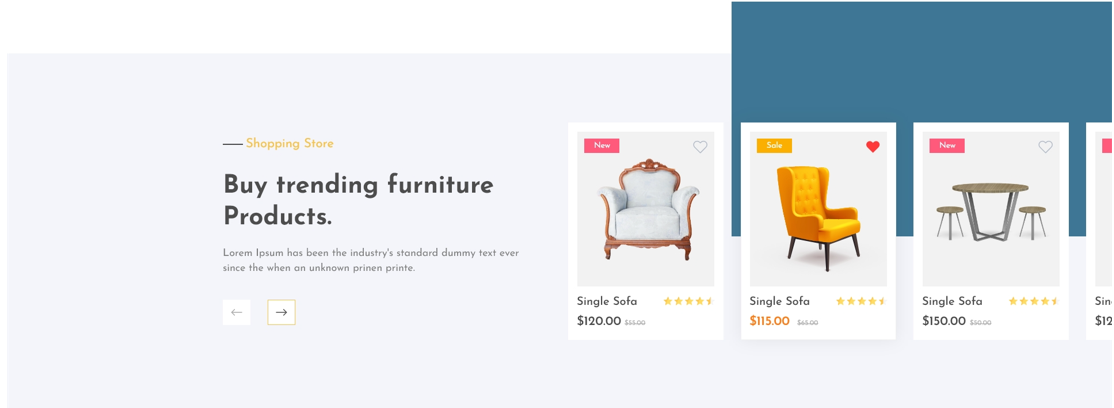 Shopping Store
Buy trending furniture
Products.
Lorem Ipsum has been the industry's standard dummy text ever
since the when an unknown prinen printe.
New
Single Sofa
$120.00 $55.00
Sale
Single Sofa
$115.00 $65.00
New
Single Sofa
$150.00 $50.00
Sin
$12